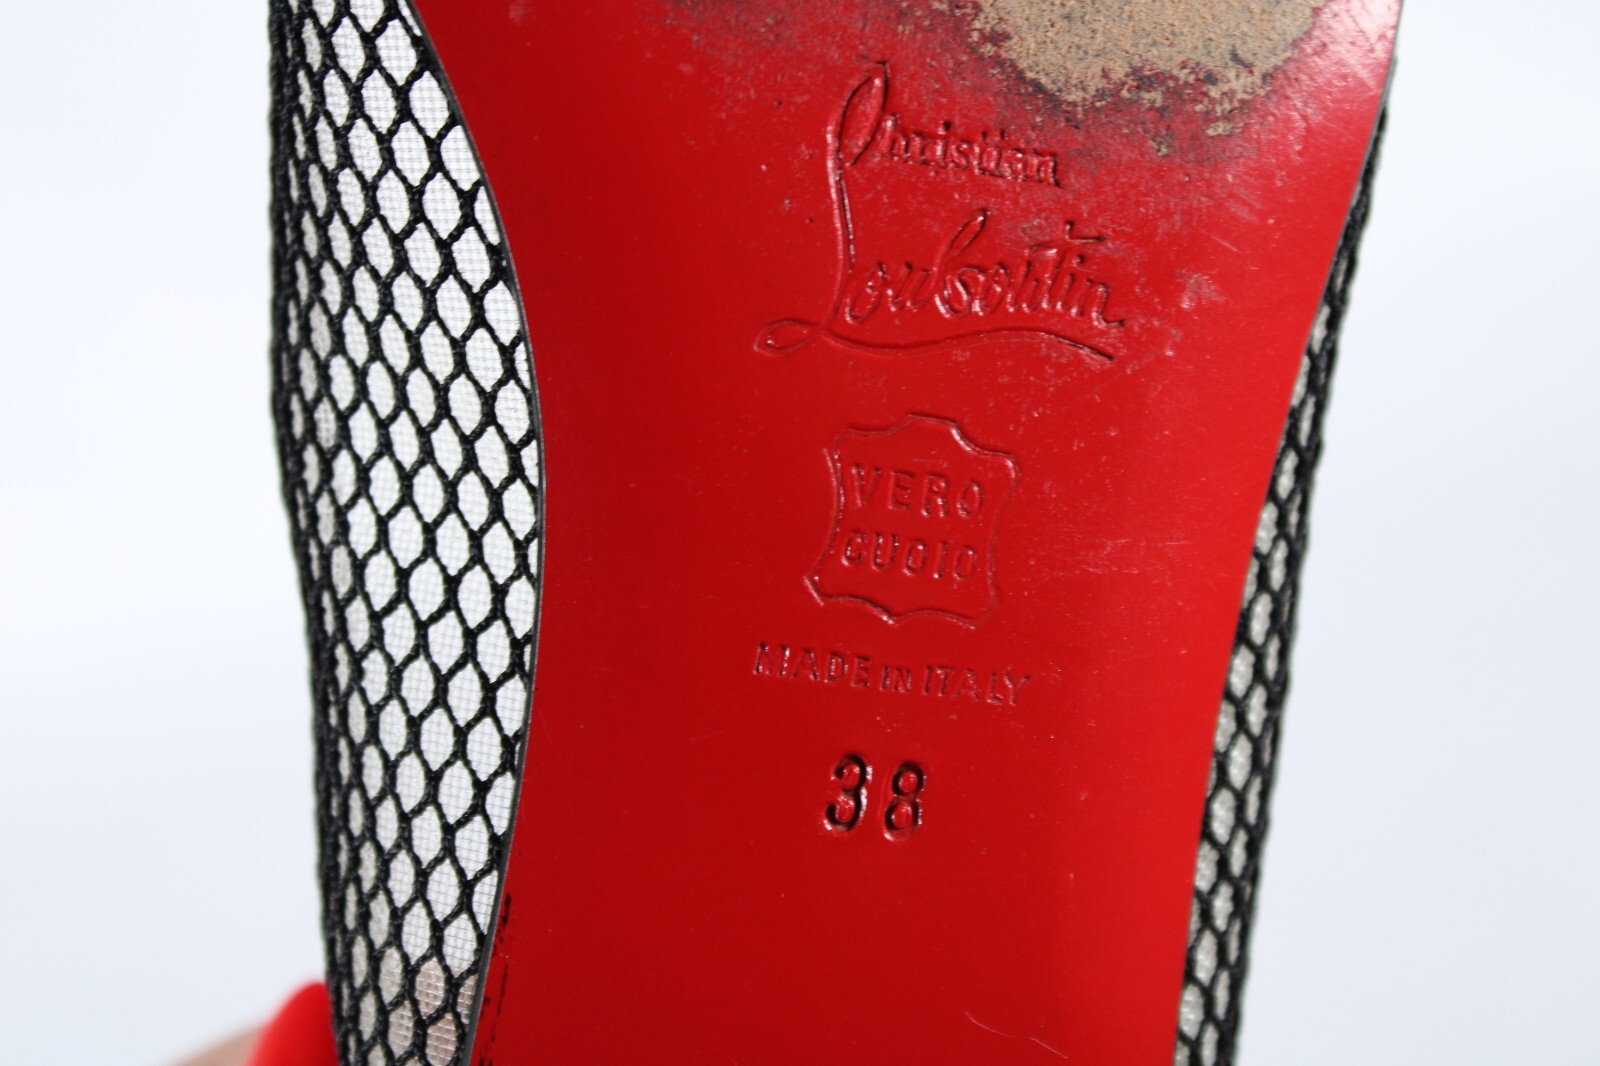 Christian
Louboutin
VERO
CUOIO
MADE in ITALY
38